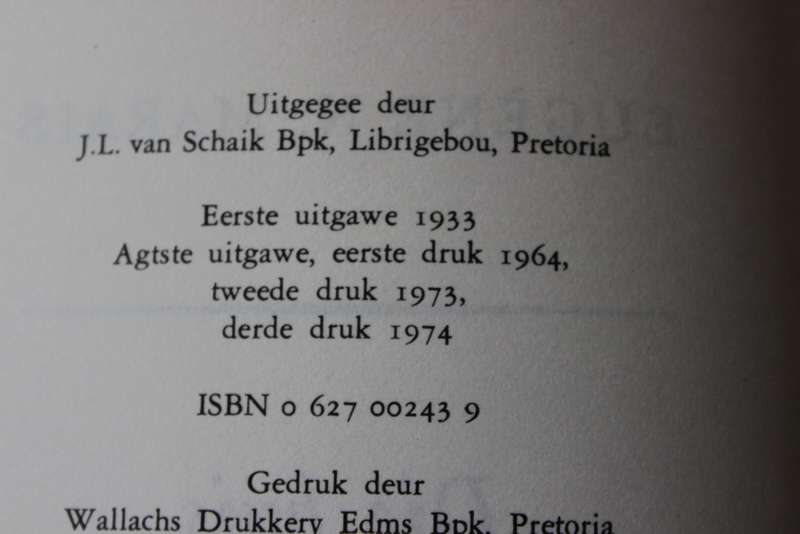 Uitgegee deur
J.L. van Schaik Bpk, Librigebou, Pretoria
Eerste uitgawe 1933
Agtste uitgawe, eerste druk 1964,
tweede druk 1973,
derde druk 1974
ISBN 0 627 00243 9
Gedruk deur
Wallachs Drukkery Edms Bpk, Pretoria